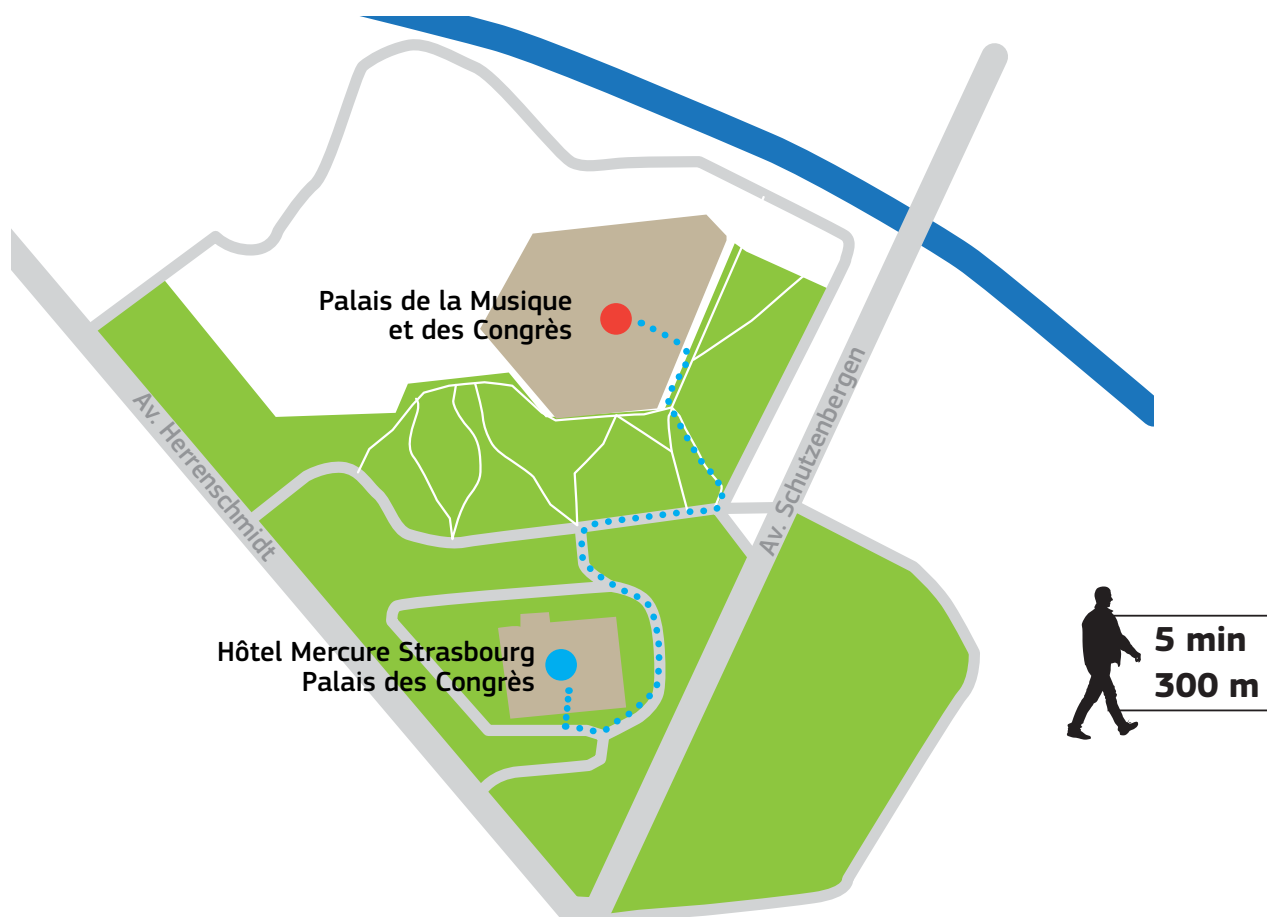 Palais de la Musique
et des Congrès
Av. Herrenschmidt
Av. Schutzenbergen
Hôtel Mercure Strasbourg
Palais des Congrès
5 min
300 m